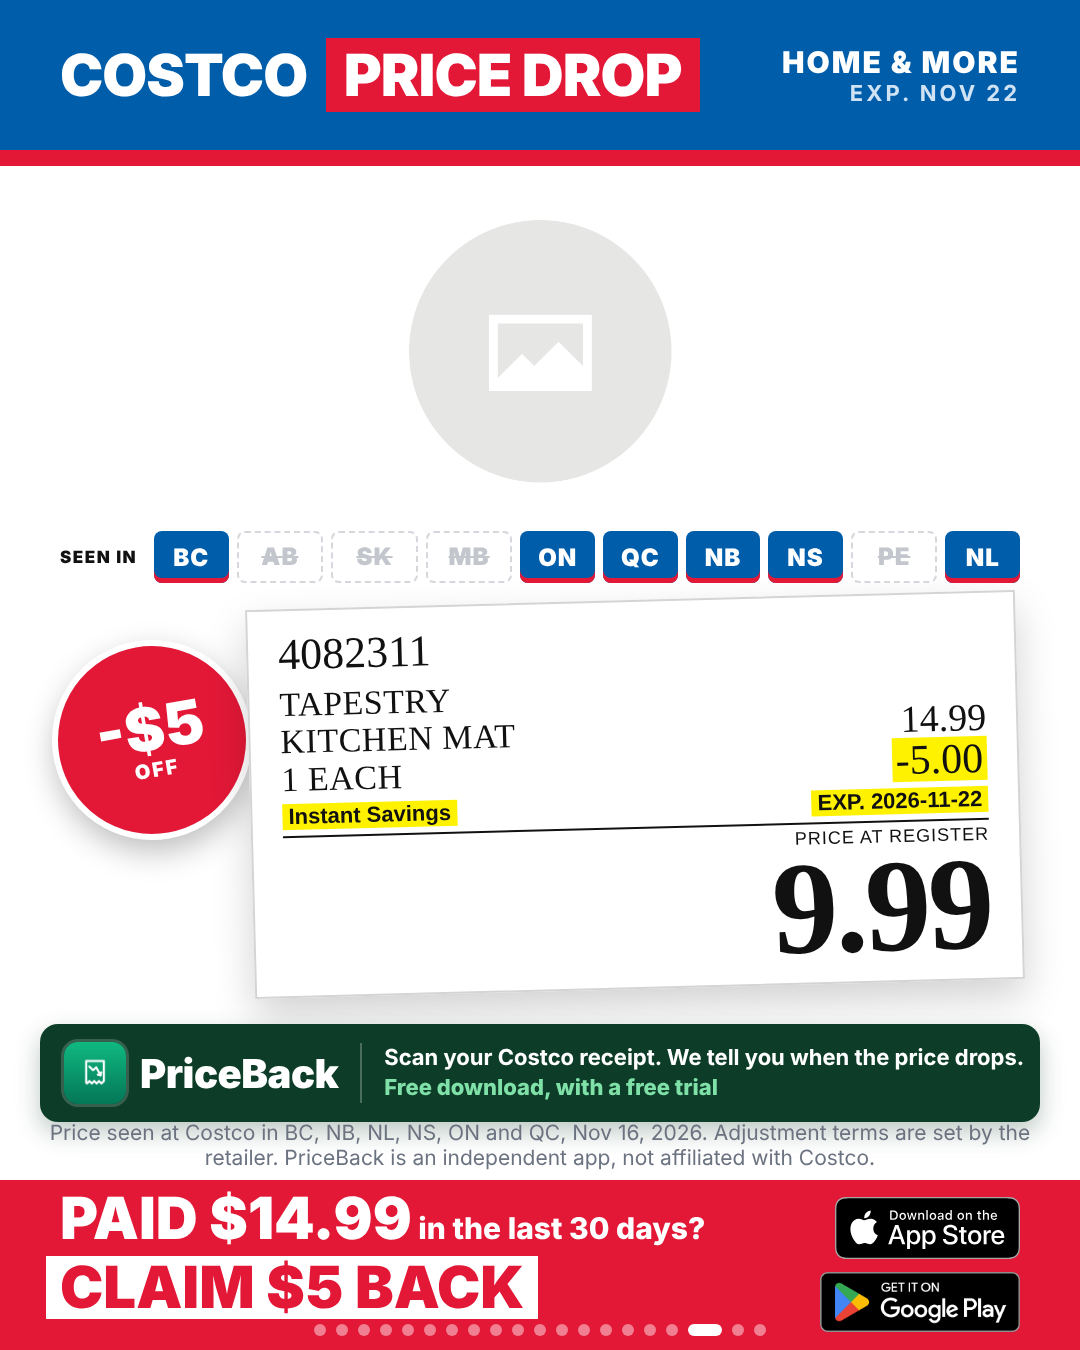 COSTCO PRICE DROP
HOME & MORE
EXP. NOV 22
SEEN IN BC AB SK MB ON QC NB NS PE NL
-$5
OFF
4082311
TAPESTRY
KITCHEN MAT
1 EACH
Instant Savings
14.99
-5.00
EXP. 2026-11-22
PRICE AT REGISTER
9.99
PriceBack
Scan your Costco receipt. We tell you when the price drops.
Free download, with a free trial
Price seen at Costco in BC, NB, NL, NS, ON and QC, Nov 16, 2026. Adjustment terms are set by the
retailer. PriceBack is an independent app, not affiliated with Costco.
PAID $14.99 in the last 30 days?
CLAIM $5 BACK
Download on the
App Store
GET IT ON
Google Play